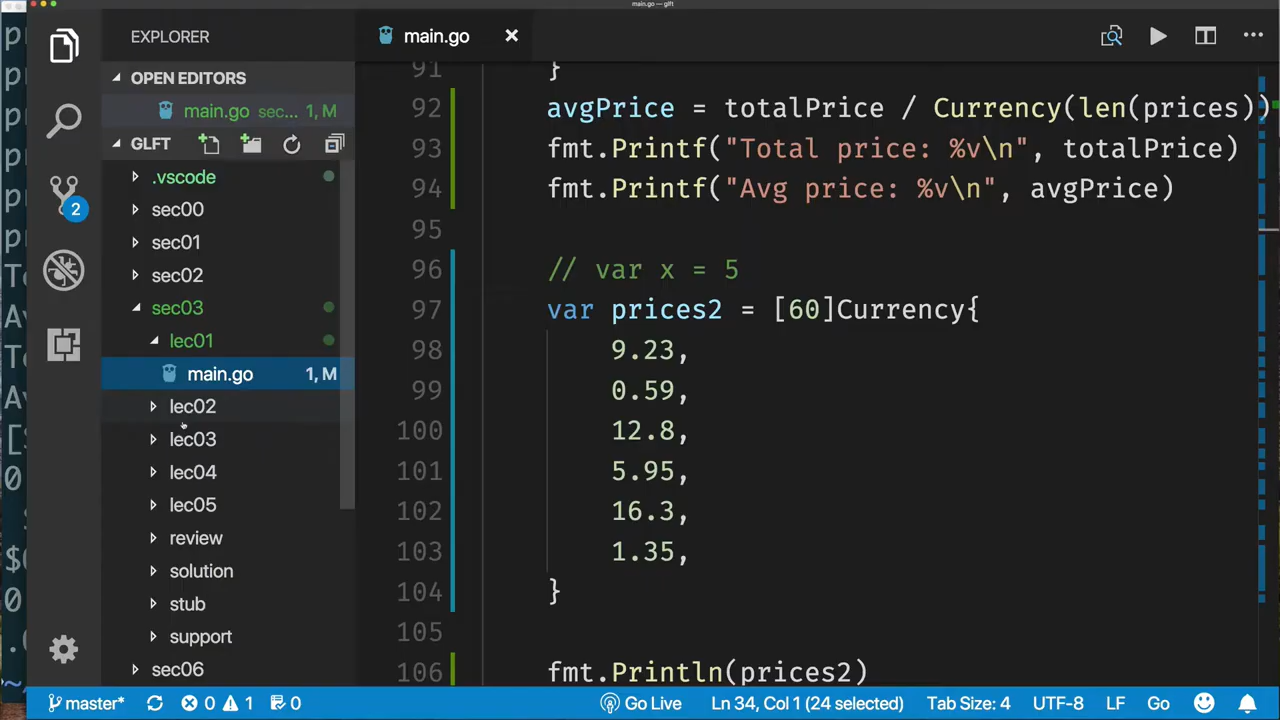 main.go — glft
EXPLORER
OPEN EDITORS
main.go sec... 1, M
GLFT
.vscode
sec00
sec01
sec02
sec03
lec01
main.go 1, M
lec02
lec03
lec04
lec05
review
solution
stub
support
sec06
2
main.go
91 }
92 avgPrice = totalPrice / Currency(len(prices))
93 fmt.Printf("Total price: %v\n", totalPrice)
94 fmt.Printf("Avg price: %v\n", avgPrice)
95
96 // var x = 5
97 var prices2 = [60]Currency{
98 9.23,
99 0.59,
100 12.8,
101 5.95,
102 16.3,
103 1.35,
104 }
105
106 fmt.Println(prices2)
master* 0 1 0 Go Live Ln 34, Col 1 (24 selected) Tab Size: 4 UTF-8 LF Go